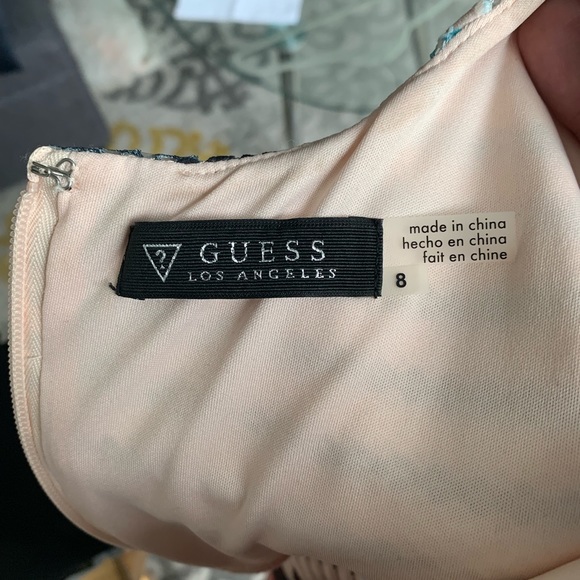 ?
GUESS
LOS ANGELES
made in china
hecho en china
fait en chine
8